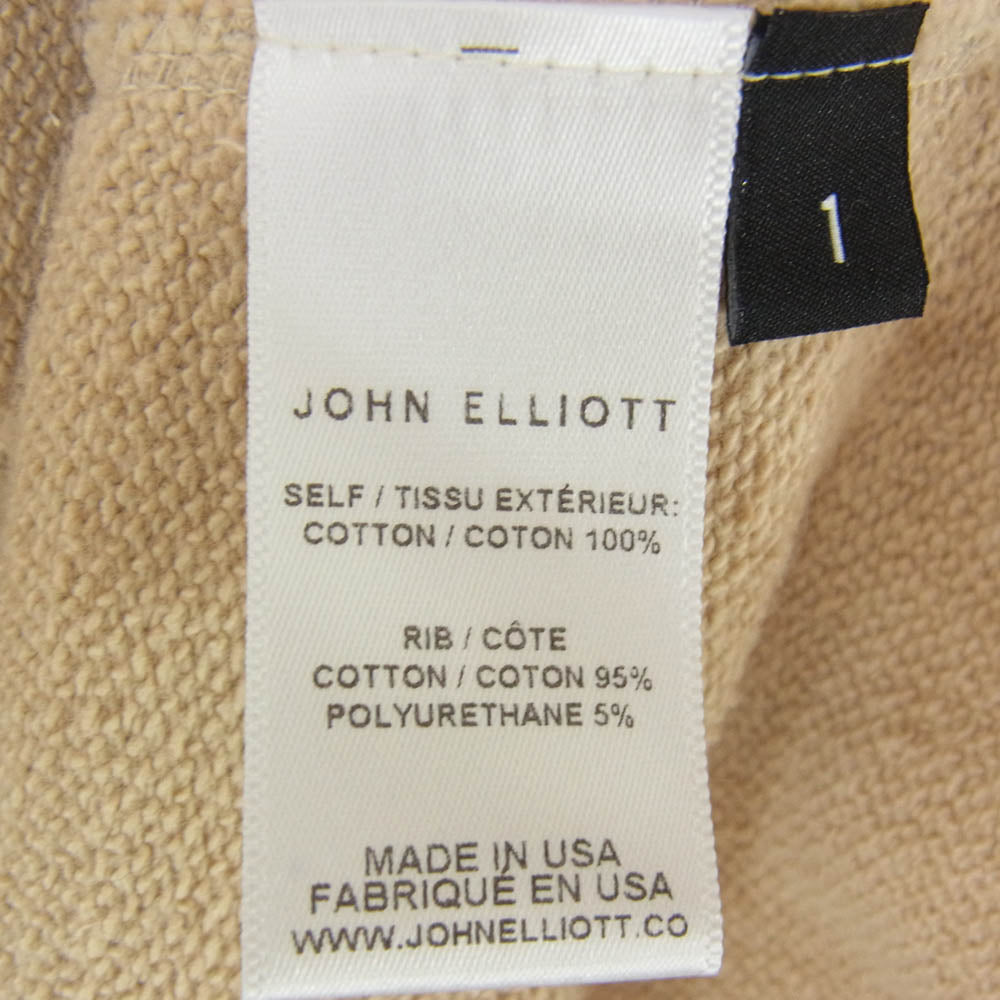 1
JOHN ELLIOTT
SELF / TISSU EXTÉRIEUR:
COTTON / COTON 100%
RIB / CÔTE
COTTON / COTON 95%
POLYURETHANE 5%
MADE IN USA
FABRIQUÉ EN USA
WWW.JOHNELLIOTT.CO